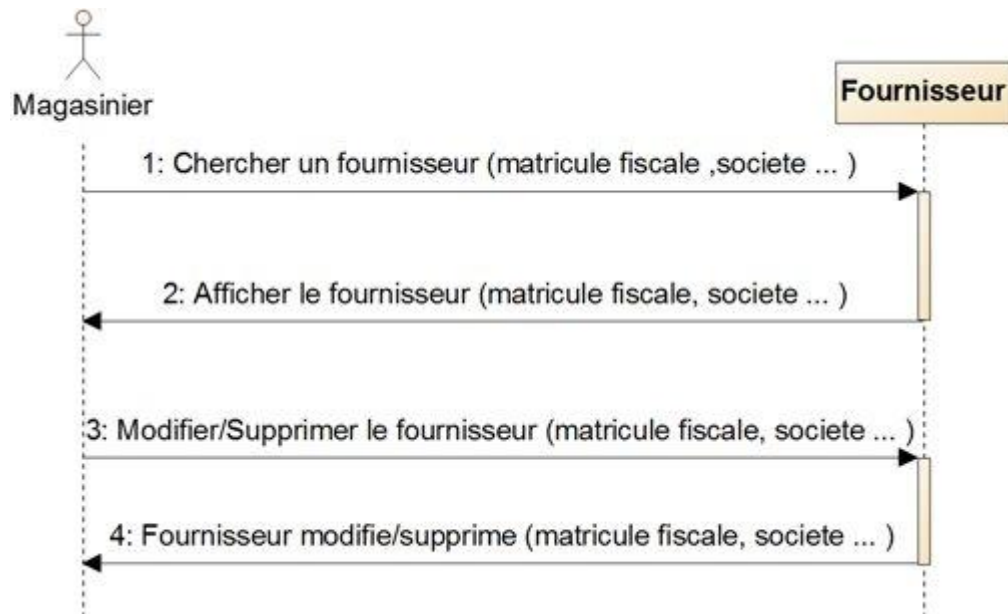 Magasinier
Fournisseur
1: Chercher un fournisseur (matricule fiscale ,societe ... )
2: Afficher le fournisseur (matricule fiscale, societe ... )
3: Modifier/Supprimer le fournisseur (matricule fiscale, societe ... )
4: Fournisseur modifie/supprime (matricule fiscale, societe ... )